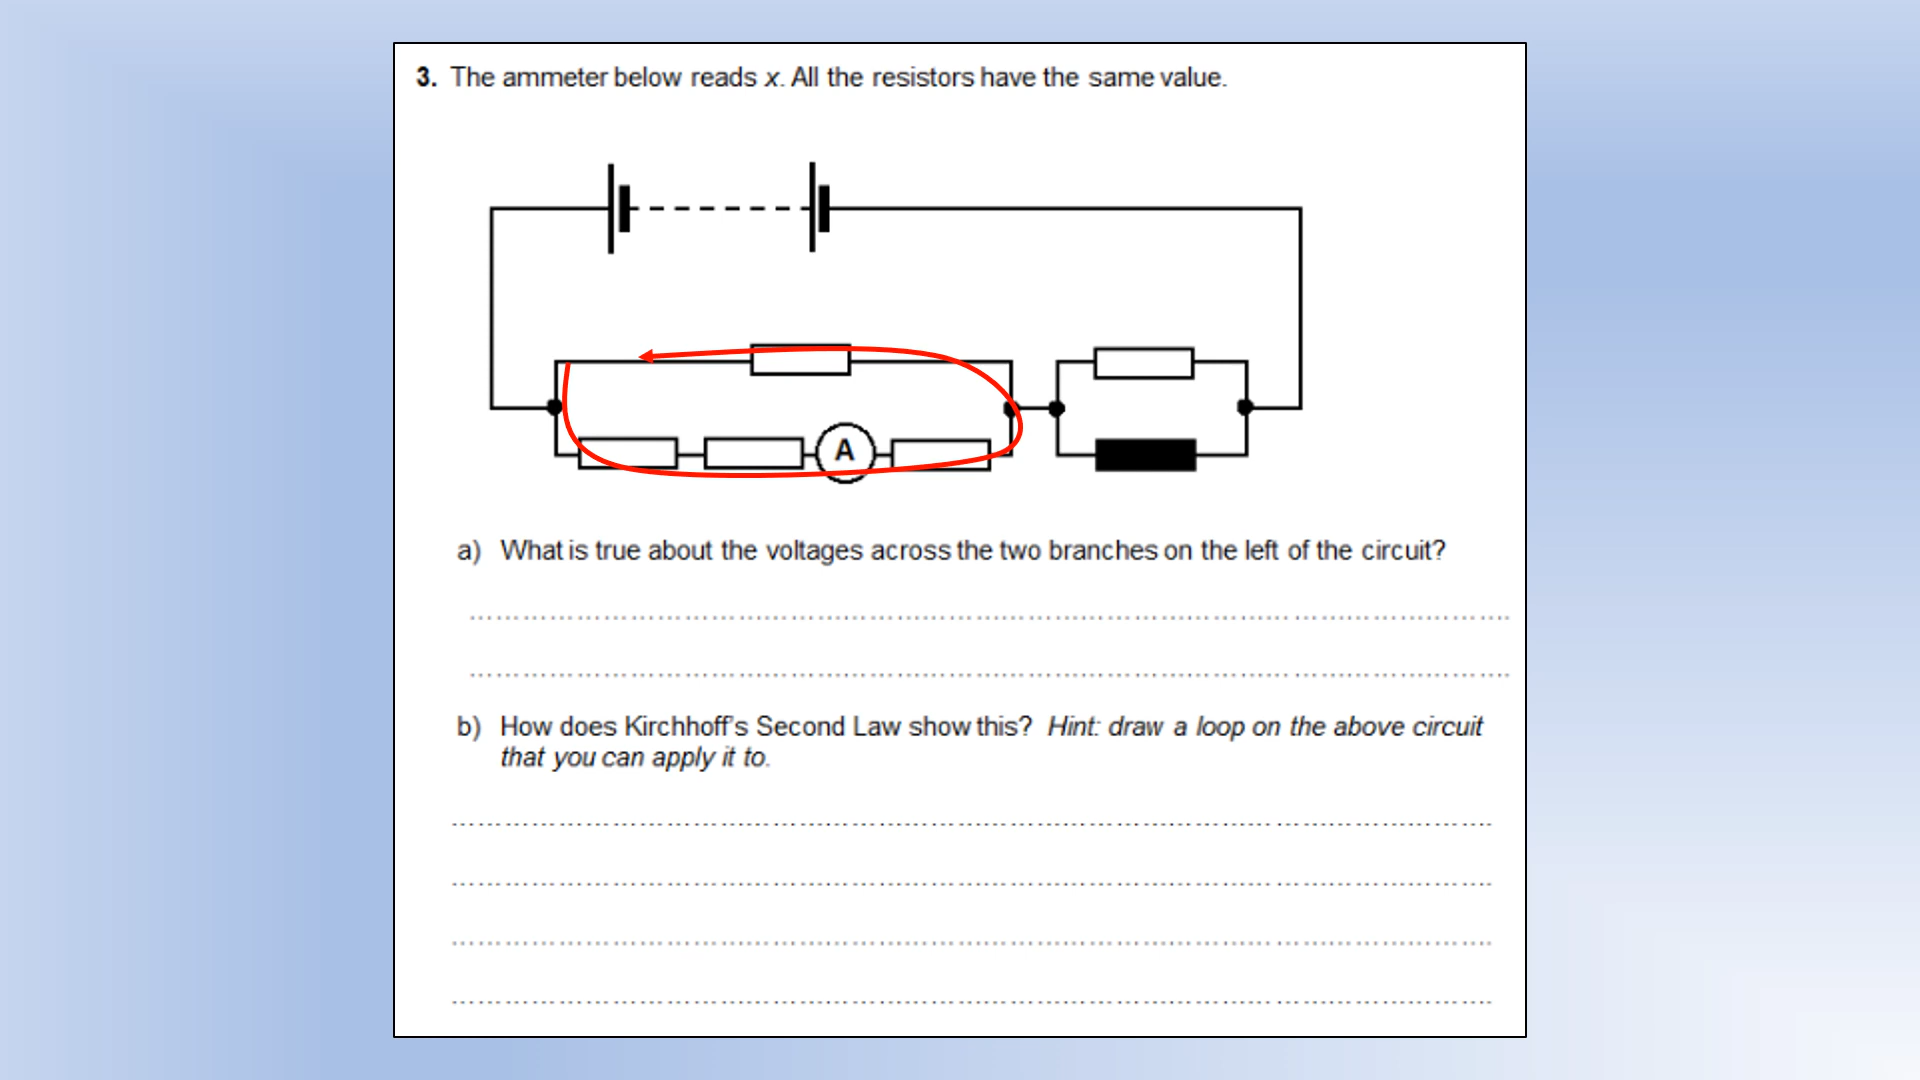 3. The ammeter below reads x. All the resistors have the same value.
A
a) What is true about the voltages across the two branches on the left of the circuit?
b) How does Kirchhoff's Second Law show this? Hint: draw a loop on the above circuit
that you can apply it to.